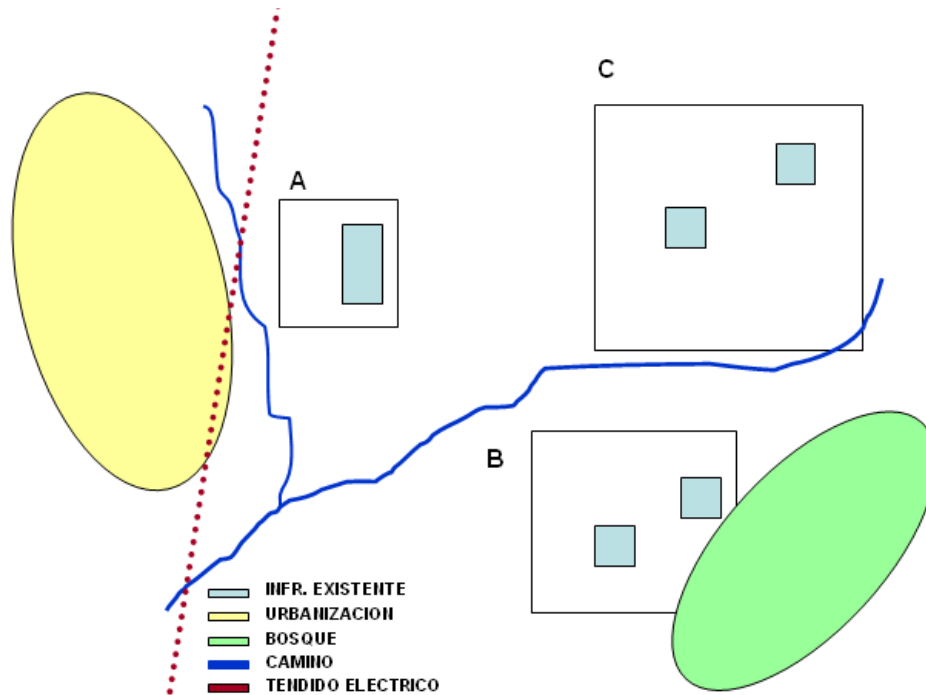 C
A
B
INFR. EXISTENTE
URBANIZACION
BOSQUE
CAMINO
TENDIDO ELECTRICO